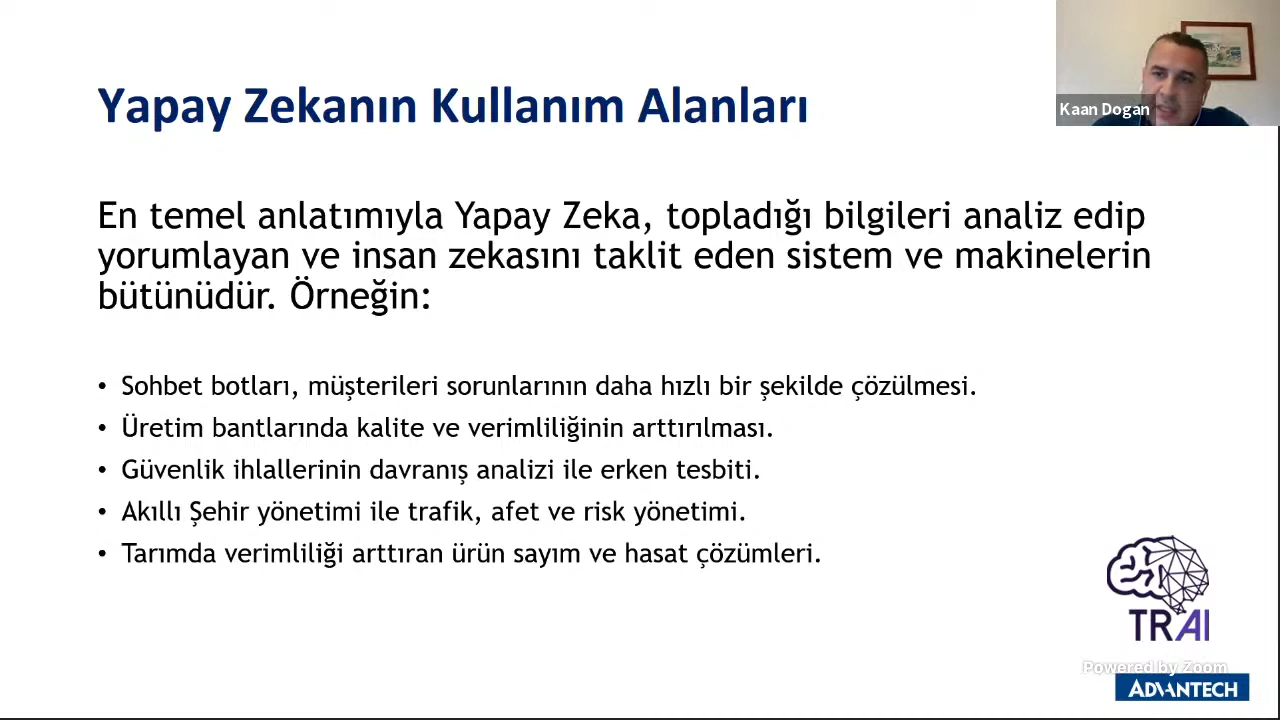 Yapay Zekanın Kullanım Alanları
Kaan Dogan
En temel anlatımıyla Yapay Zeka, topladığı bilgileri analiz edip
yorumlayan ve insan zekasını taklit eden sistem ve makinelerin
bütünüdür. Örneğin:
• Sohbet botları, müşterileri sorunlarının daha hızlı bir şekilde çözülmesi.
• Üretim bantlarında kalite ve verimliliğinin arttırılması.
• Güvenlik ihlallerinin davranış analizi ile erken tesbiti.
• Akıllı Şehir yönetimi ile trafik, afet ve risk yönetimi.
• Tarımda verimliliği arttıran ürün sayım ve hasat çözümleri.
TRAI
Powered by Zoom
ADVANTECH